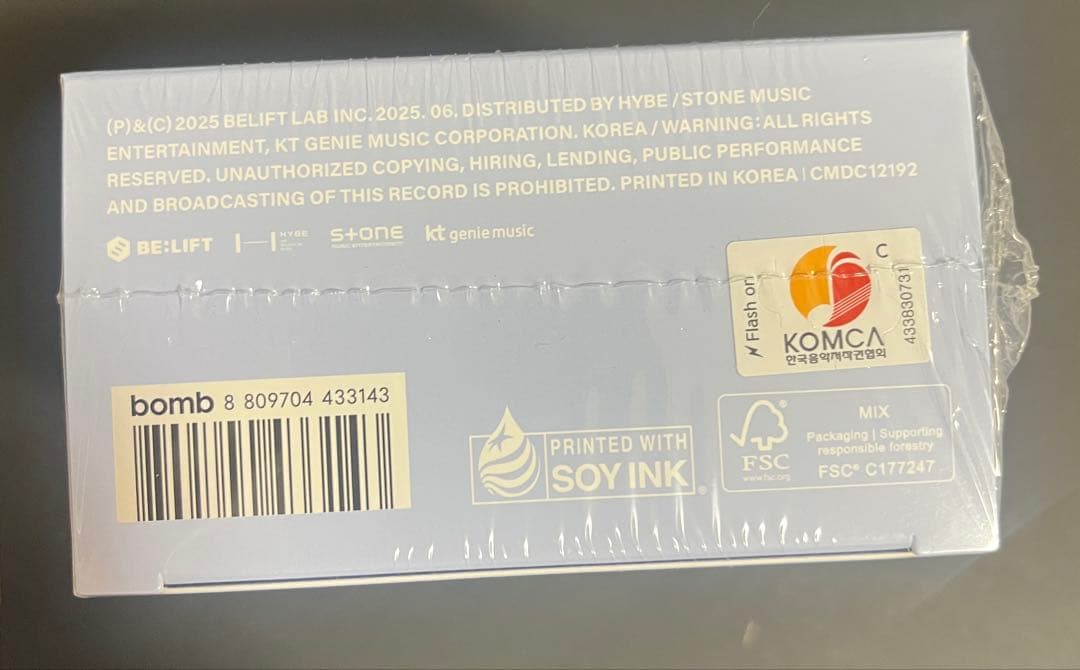 (P)&(C) 2025 BELIFT LAB INC. 2025. 06. DISTRIBUTED BY HYBE / STONE MUSIC
ENTERTAINMENT, KT GENIE MUSIC CORPORATION. KOREA / WARNING: ALL RIGHTS
RESERVED. UNAUTHORIZED COPYING, HIRING, LENDING, PUBLIC PERFORMANCE
AND BROADCASTING OF THIS RECORD IS PROHIBITED. PRINTED IN KOREA | CMDC12192
BE:LIFT
HYBE
STONE
MUSIC ENTERTAINMENT
kt genie music
Flash on
C
KOMCA
한국음악저작권협회
433830731
bomb 8 809704 433143
PRINTED WITH
SOY INK®
FSC®
www.fsc.org
MIX
Packaging | Supporting
responsible forestry
FSC® C177247